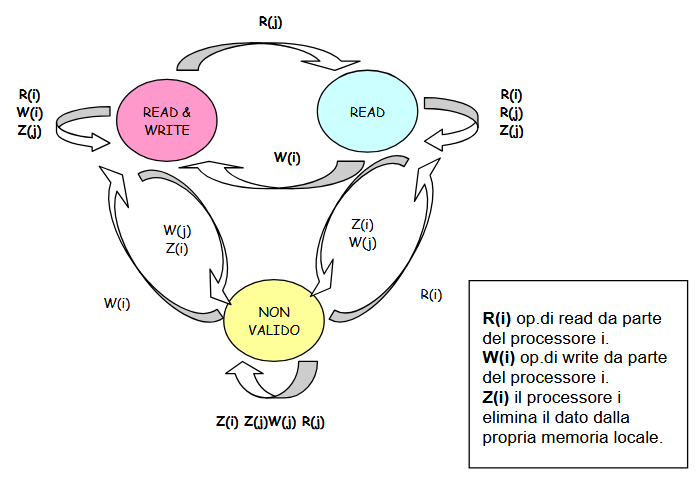 R(j)
R(i)
W(i)
Z(j)
READ &
WRITE
READ
R(i)
R(j)
Z(j)
W(i)
W(j)
Z(i)
Z(i)
W(j)
W(i)
R(i)
NON
VALIDO
Z(i) Z(j)W(j) R(j)
R(i) op.di read da parte
del processore i.
W(i) op.di write da parte
del processore i.
Z(i) il processore i
elimina il dato dalla
propria memoria locale.